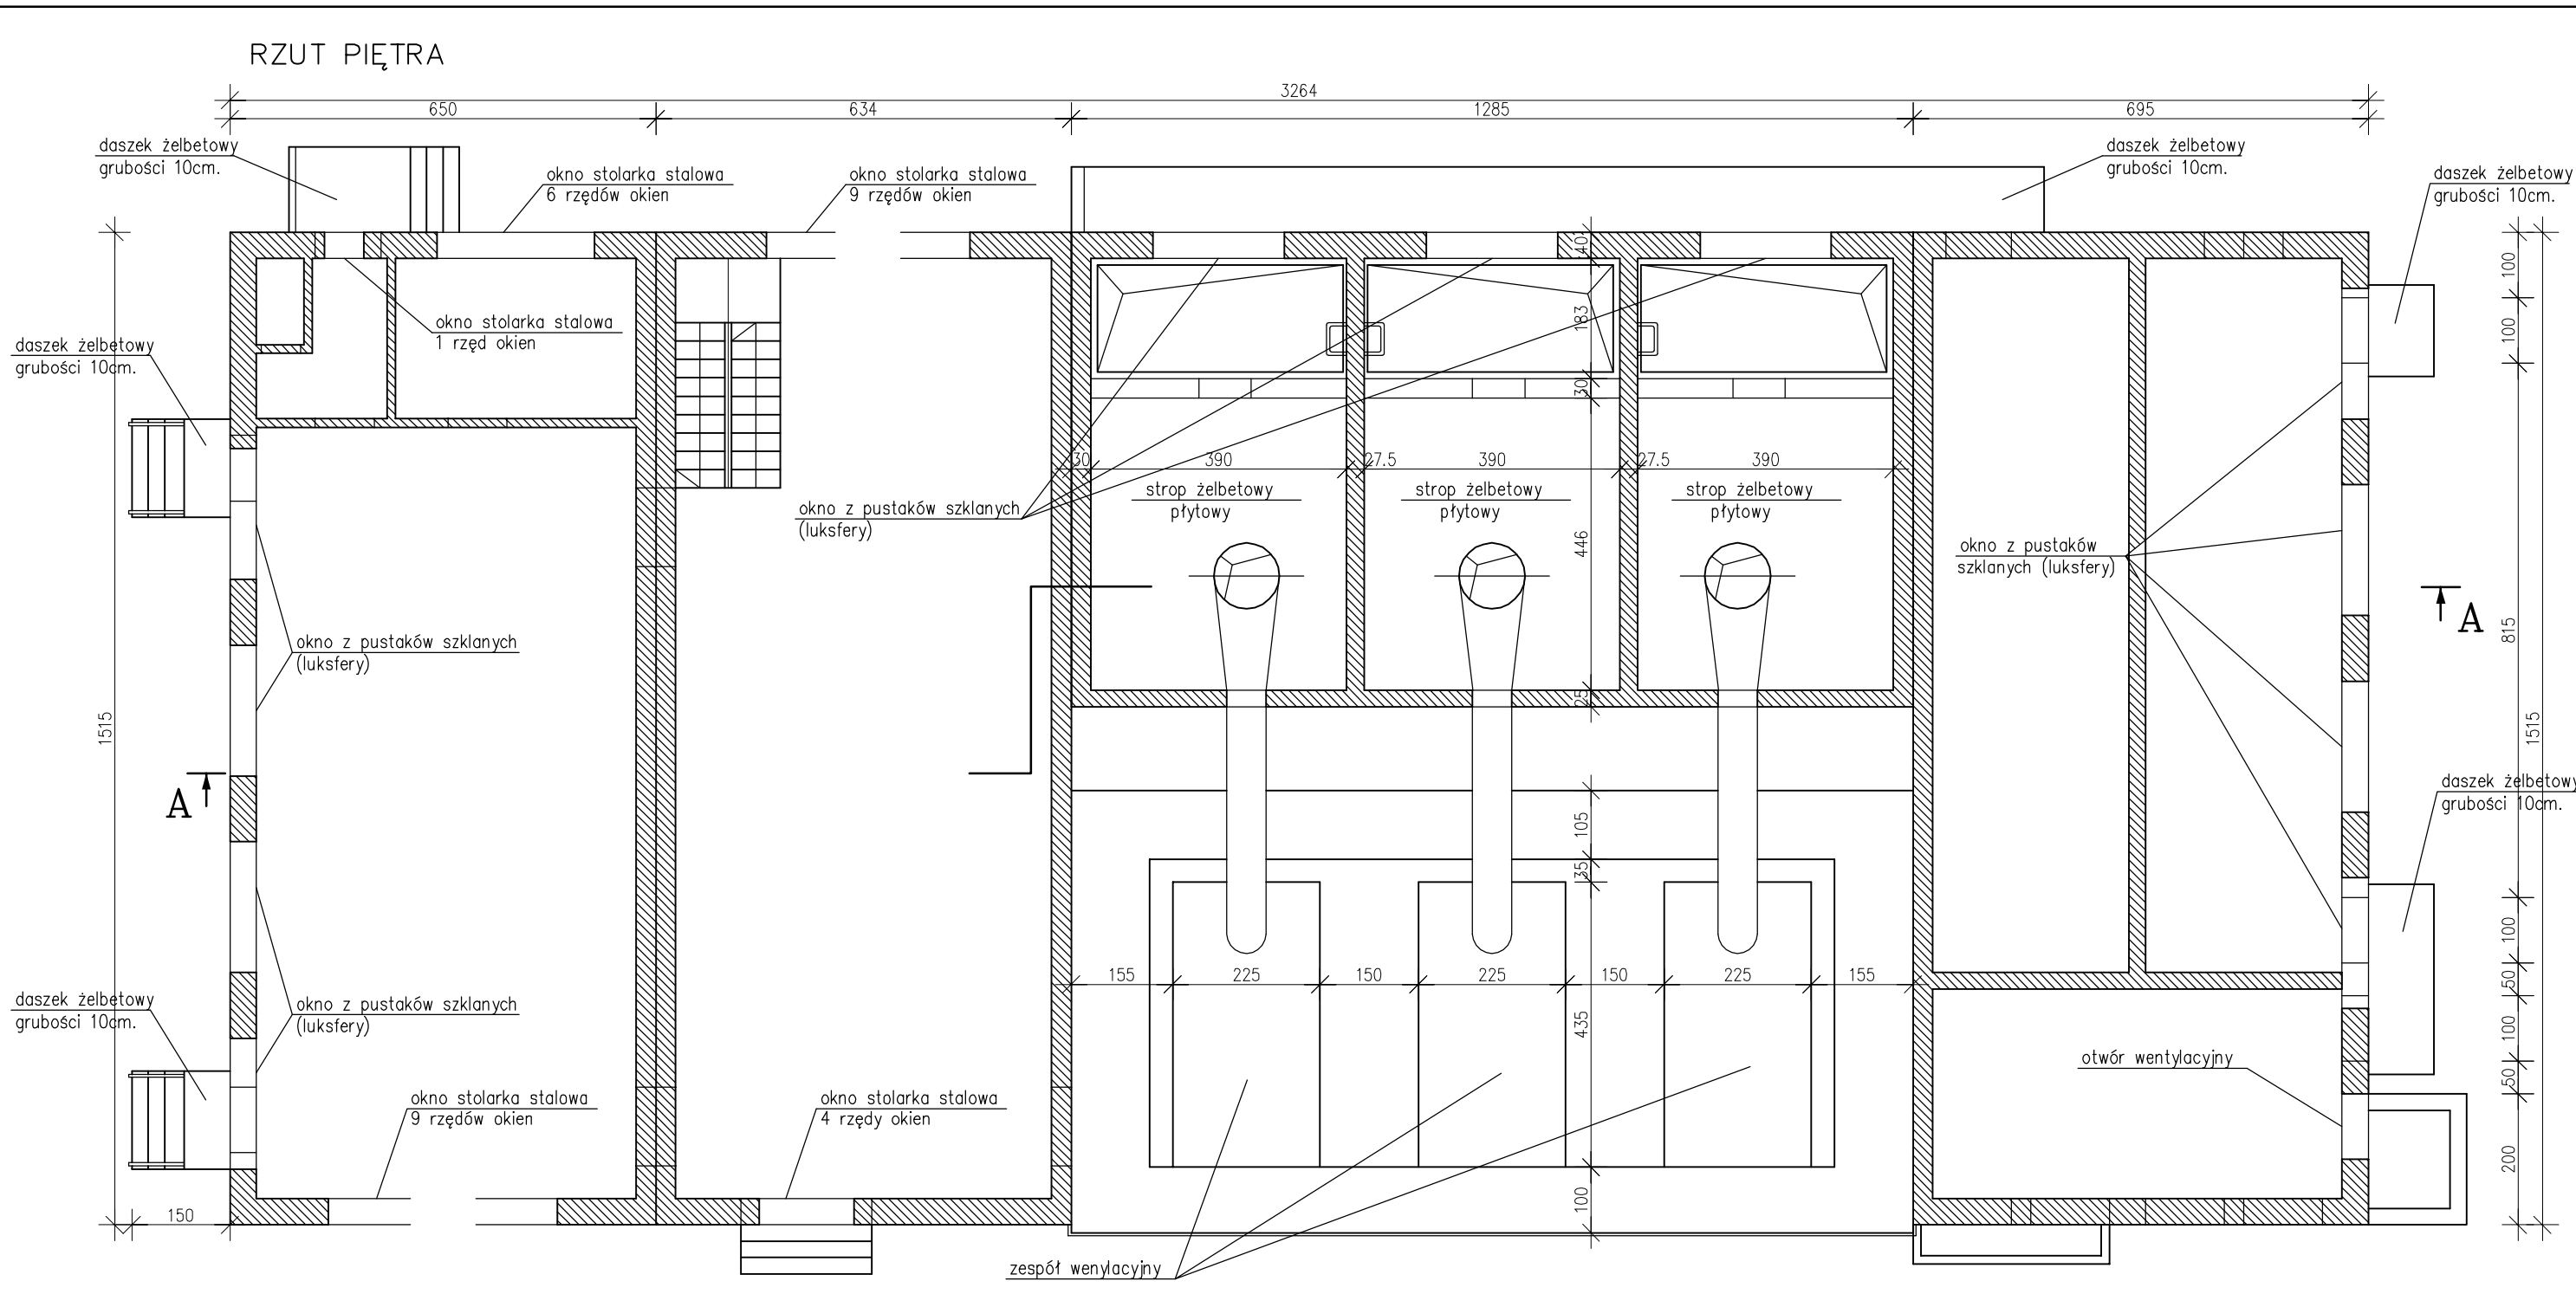 RZUT PIĘTRA
3264
650
634
1285
695
daszek żelbetowy
grubości 10cm.
okno stolarka stalowa
6 rzędów okien
okno stolarka stalowa
9 rzędów okien
daszek żelbetowy
grubości 10cm.
daszek żelbetowy
grubości 10cm.
40
100
183
100
okno stolarka stalowa
1 rzęd okien
daszek żelbetowy
grubości 10cm.
30
30
390
27.5
390
27.5
390
strop żelbetowy
płytowy
strop żelbetowy
płytowy
strop żelbetowy
płytowy
okno z pustaków szklanych
(luksfery)
446
okno z pustaków
szklanych (luksfery)
A
815
okno z pustaków szklanych
(luksfery)
25
1515
1515
A
daszek żelbetowy
grubości 10cm.
105
35
100
155
225
150
225
150
225
155
50
daszek żelbetowy
grubości 10cm.
okno z pustaków szklanych
(luksfery)
435
100
otwór wentylacyjny
50
okno stolarka stalowa
9 rzędów okien
okno stolarka stalowa
4 rzędy okien
200
100
150
zespół wenylacyjny